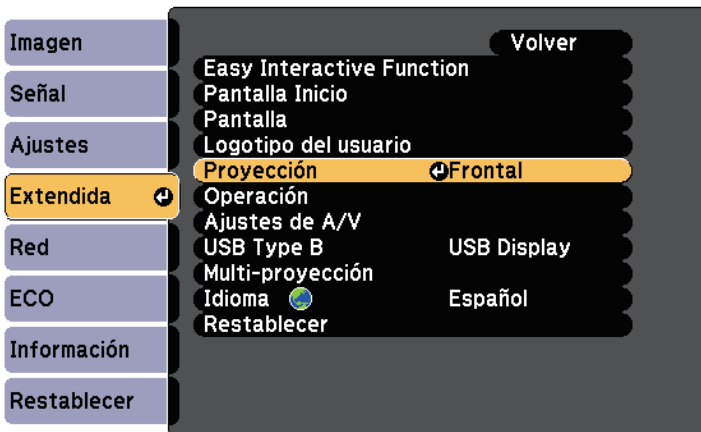 Imagen
Señal
Ajustes
Extendida
Red
ECO
Información
Restablecer
Volver
Easy Interactive Function
Pantalla Inicio
Pantalla
Logotipo del usuario
Proyección Frontal
Operación
Ajustes de A/V
USB Type B USB Display
Multi-proyección
Idioma Español
Restablecer